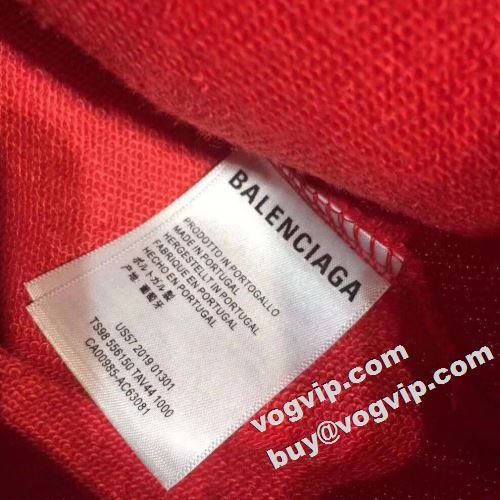 BALENCIAGA
PRODOTTO IN PORTOGALLO
MADE IN PORTUGAL
HERGESTELLT IN PORTUGAL
FABRIQUE EN PORTUGAL
HECHO EN PORTUGAL
ポルトガル製
产地:葡萄牙
US57 2019 01301
TS98 556150 TAV44 1000
CA00985-AC63081
vogvip.com
buy@vogvip.com